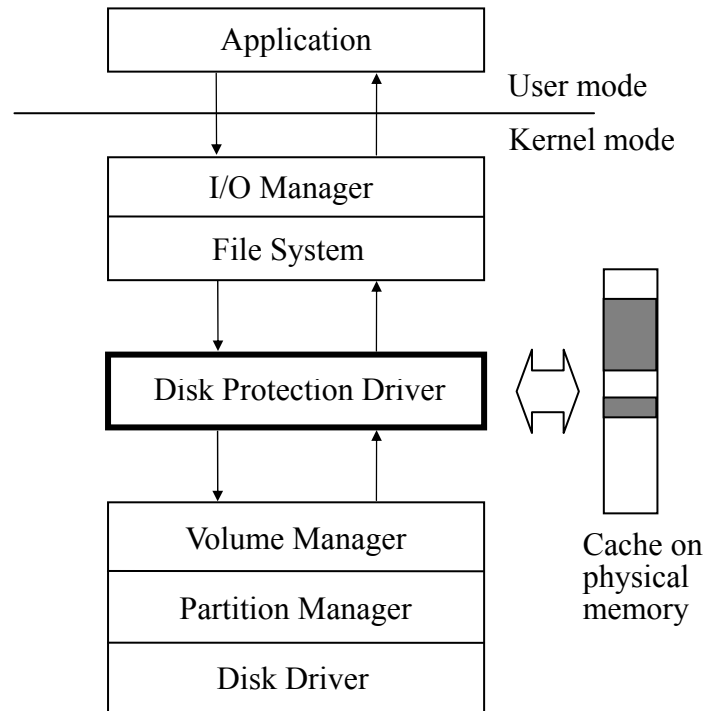 Application
User mode
Kernel mode
I/O Manager
File System
Disk Protection Driver
Volume Manager
Partition Manager
Disk Driver
Cache on
physical
memory